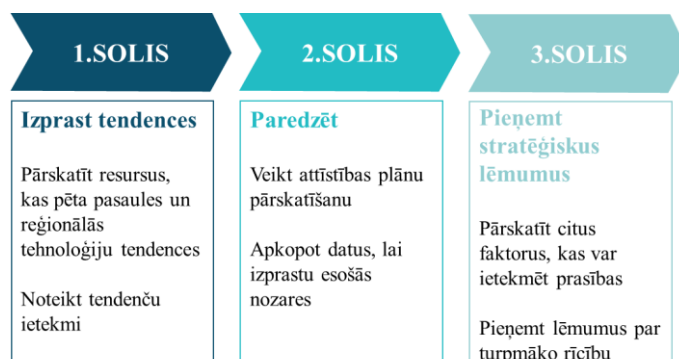 1.SOLIS
2.SOLIS
3.SOLIS
Izprast tendences
Pārskatīt resursus,
kas pēta pasaules un
reģionālās
tehnoloģiju tendences
Noteikt tendenču
ietekmi
Paredzēt
Veikt attīstības plānu
pārskatīšanu
Apkopot datus, lai
izprastu esošās
nozares
Pieņemt
stratēģiskus
lēmumus
Pārskatīt citus
faktorus, kas var
ietekmēt prasības
Pieņemt lēmumus par
turpmāko rīcību